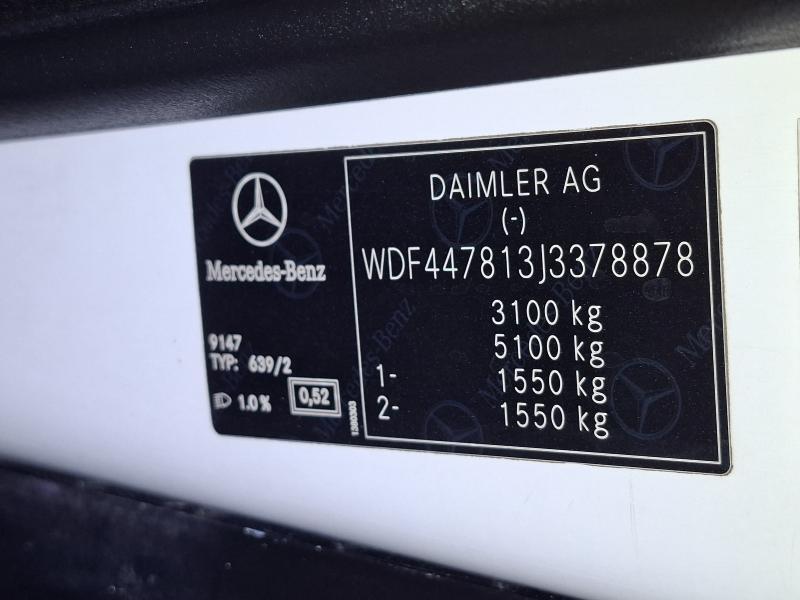 Mercedes-Benz
9147
TYP: 639/2
1.0 %
0,52
1380303
DAIMLER AG
(-)
WDF447813J3378878
3100 kg
5100 kg
1- 1550 kg
2- 1550 kg